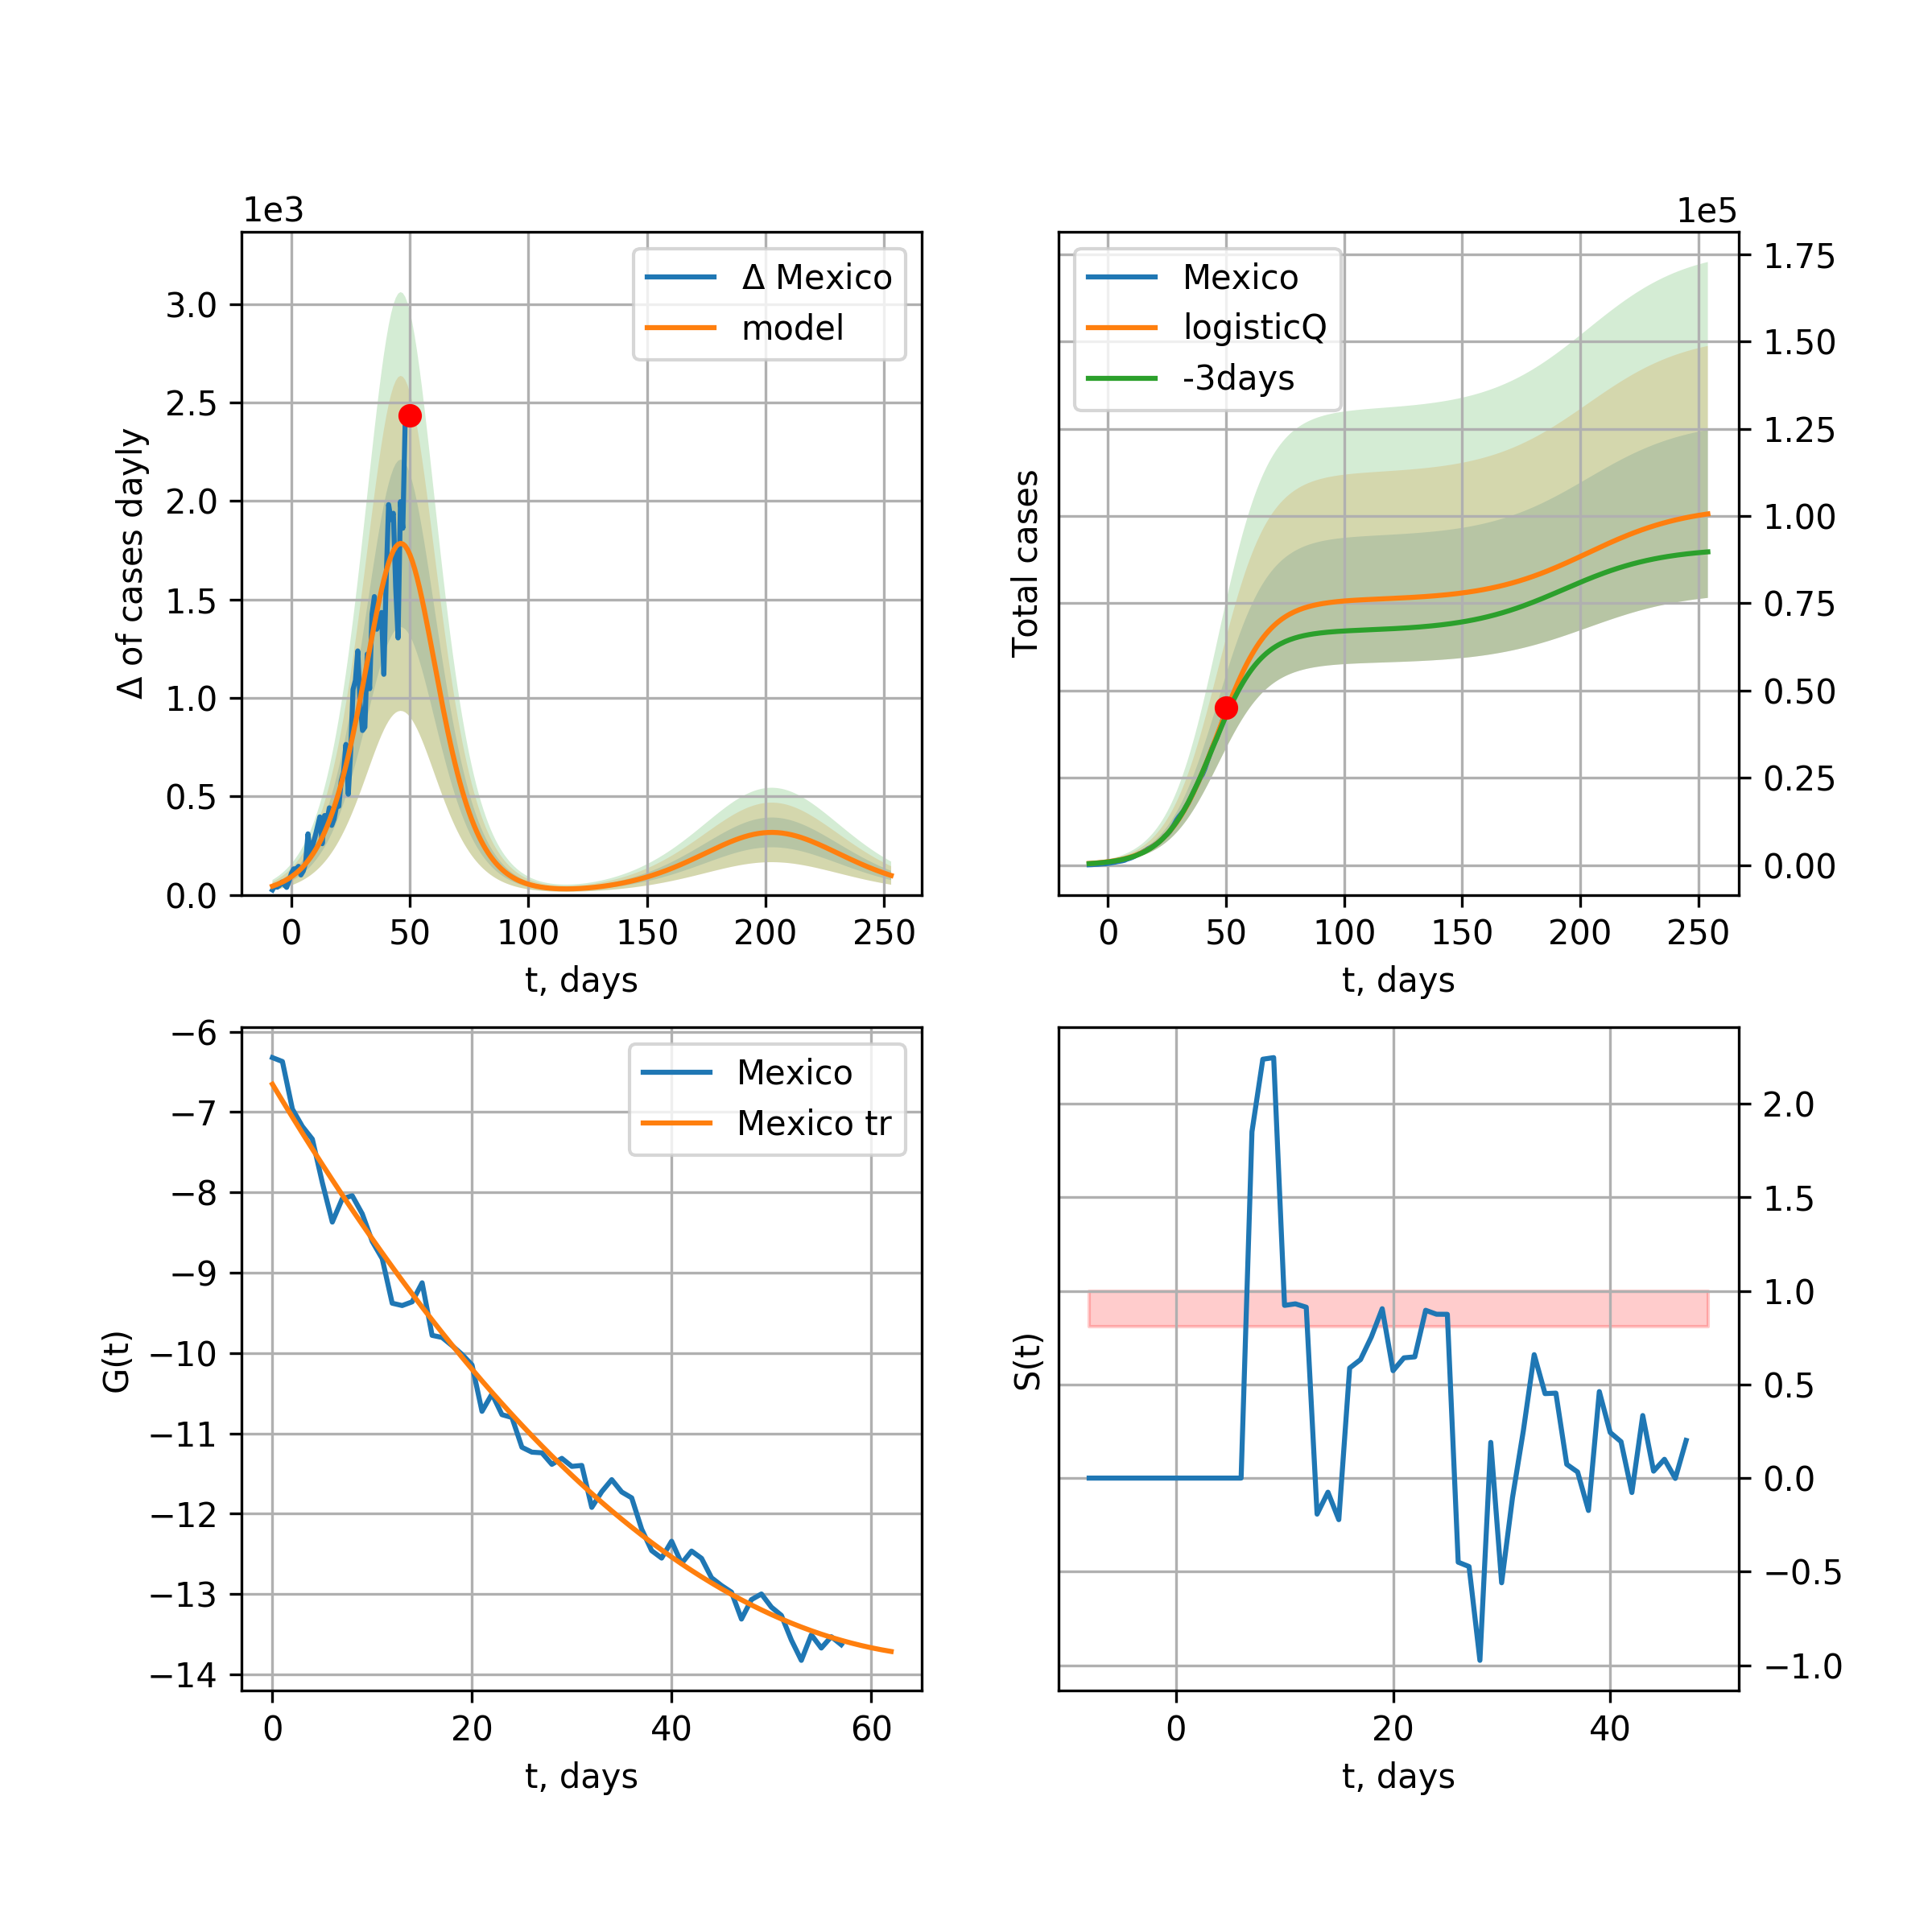 1e3
Δ of cases dayly
3.0
2.5
2.0
1.5
1.0
0.5
0.0
Δ Mexico
model
0 50 100 150 200 250
t, days
1e5
Total cases
Mexico
logisticQ
-3days
1.75
1.50
1.25
1.00
0.75
0.50
0.25
0.00
0 50 100 150 200 250
t, days
G(t)
−6
−7
−8
−9
−10
−11
−12
−13
−14
Mexico
Mexico tr
0 20 40 60
t, days
S(t)
2.0
1.5
1.0
0.5
0.0
−0.5
−1.0
0 20 40
t, days